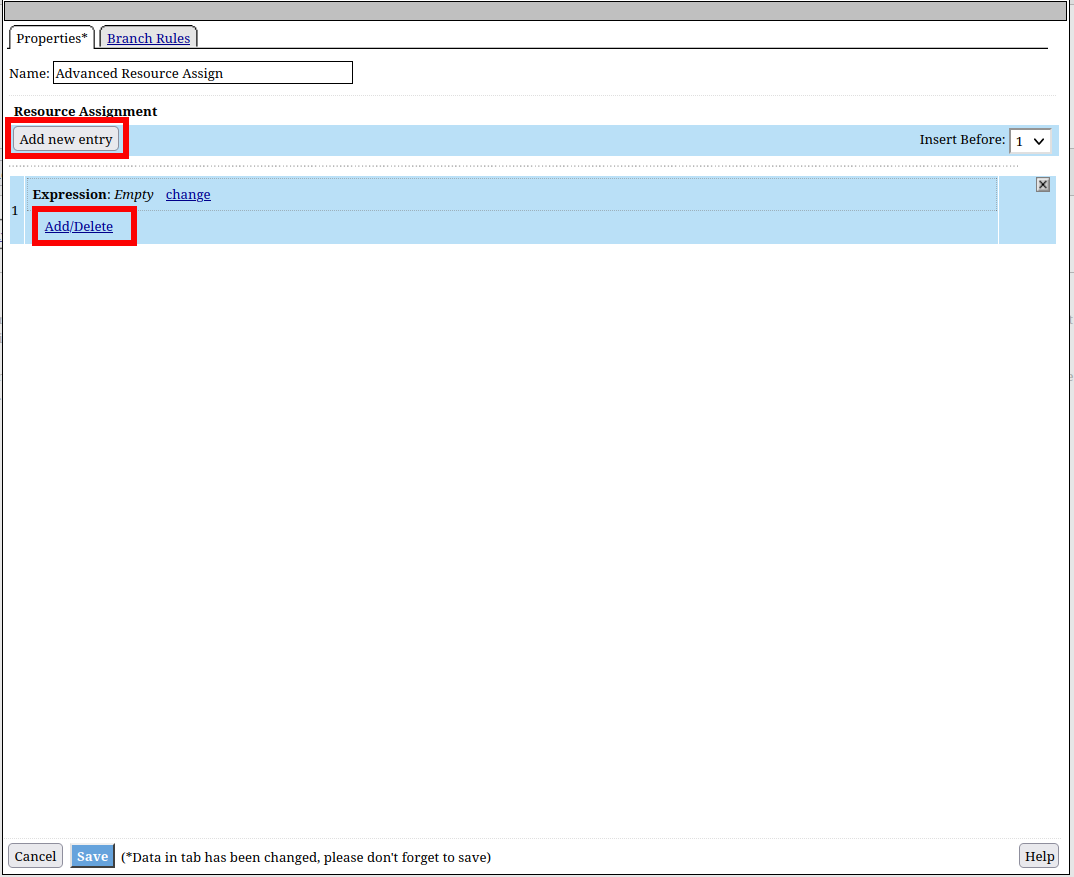 Properties* Branch Rules
Name: Advanced Resource Assign
Resource Assignment
Add new entry Insert Before: 1
Expression: Empty change
1
Add/Delete
Cancel Save (*Data in tab has been changed, please don't forget to save) Help